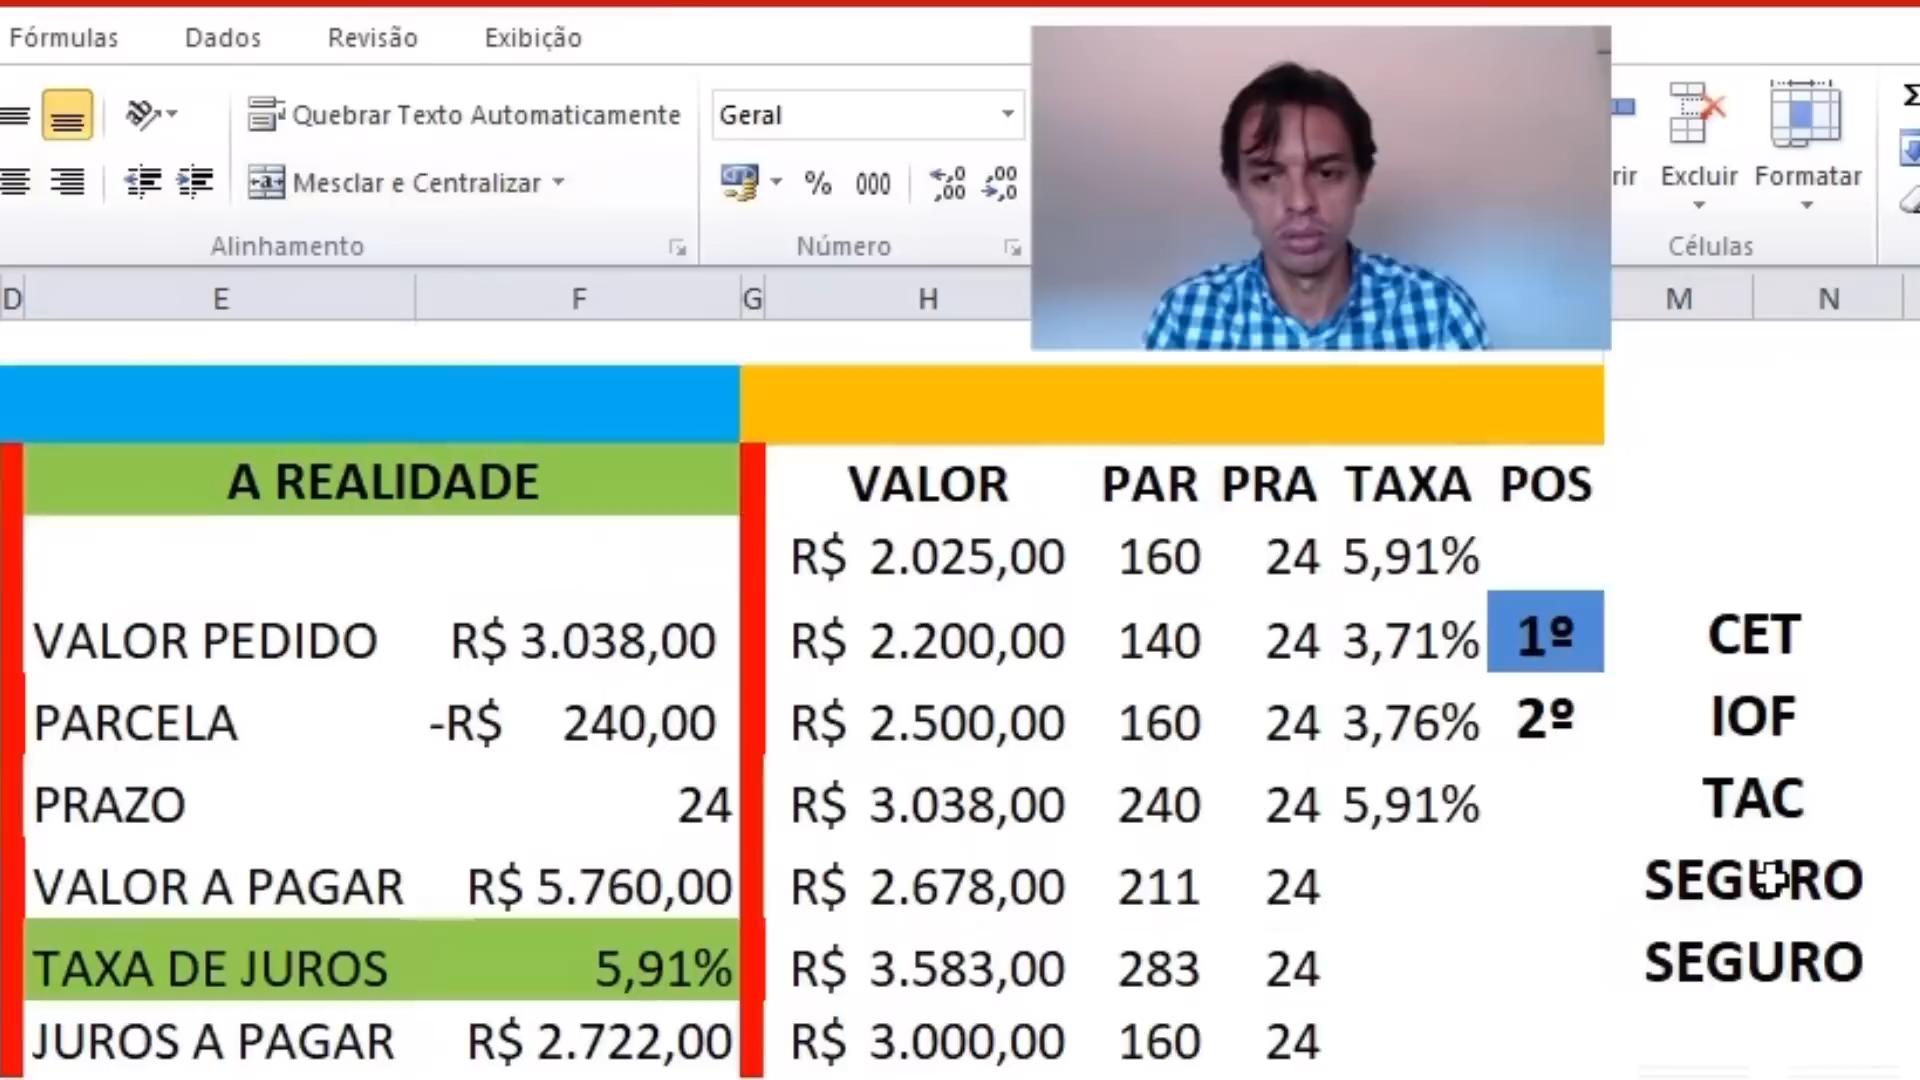 Fórmulas Dados Revisão Exibição
Quebrar Texto Automaticamente Geral
Mesclar e Centralizar % 000 ,0 ,00 ,00 ,0 Excluir Formatar
Alinhamento Número Células
D E F G H M N
A REALIDADE VALOR PAR PRA TAXA POS
R$ 2.025,00 160 24 5,91%
VALOR PEDIDO R$ 3.038,00 R$ 2.200,00 140 24 3,71% 1º CET
PARCELA -R$ 240,00 R$ 2.500,00 160 24 3,76% 2º IOF
PRAZO 24 R$ 3.038,00 240 24 5,91% TAC
VALOR A PAGAR R$ 5.760,00 R$ 2.678,00 211 24 SEGURO
TAXA DE JUROS 5,91% R$ 3.583,00 283 24 SEGURO
JUROS A PAGAR R$ 2.722,00 R$ 3.000,00 160 24